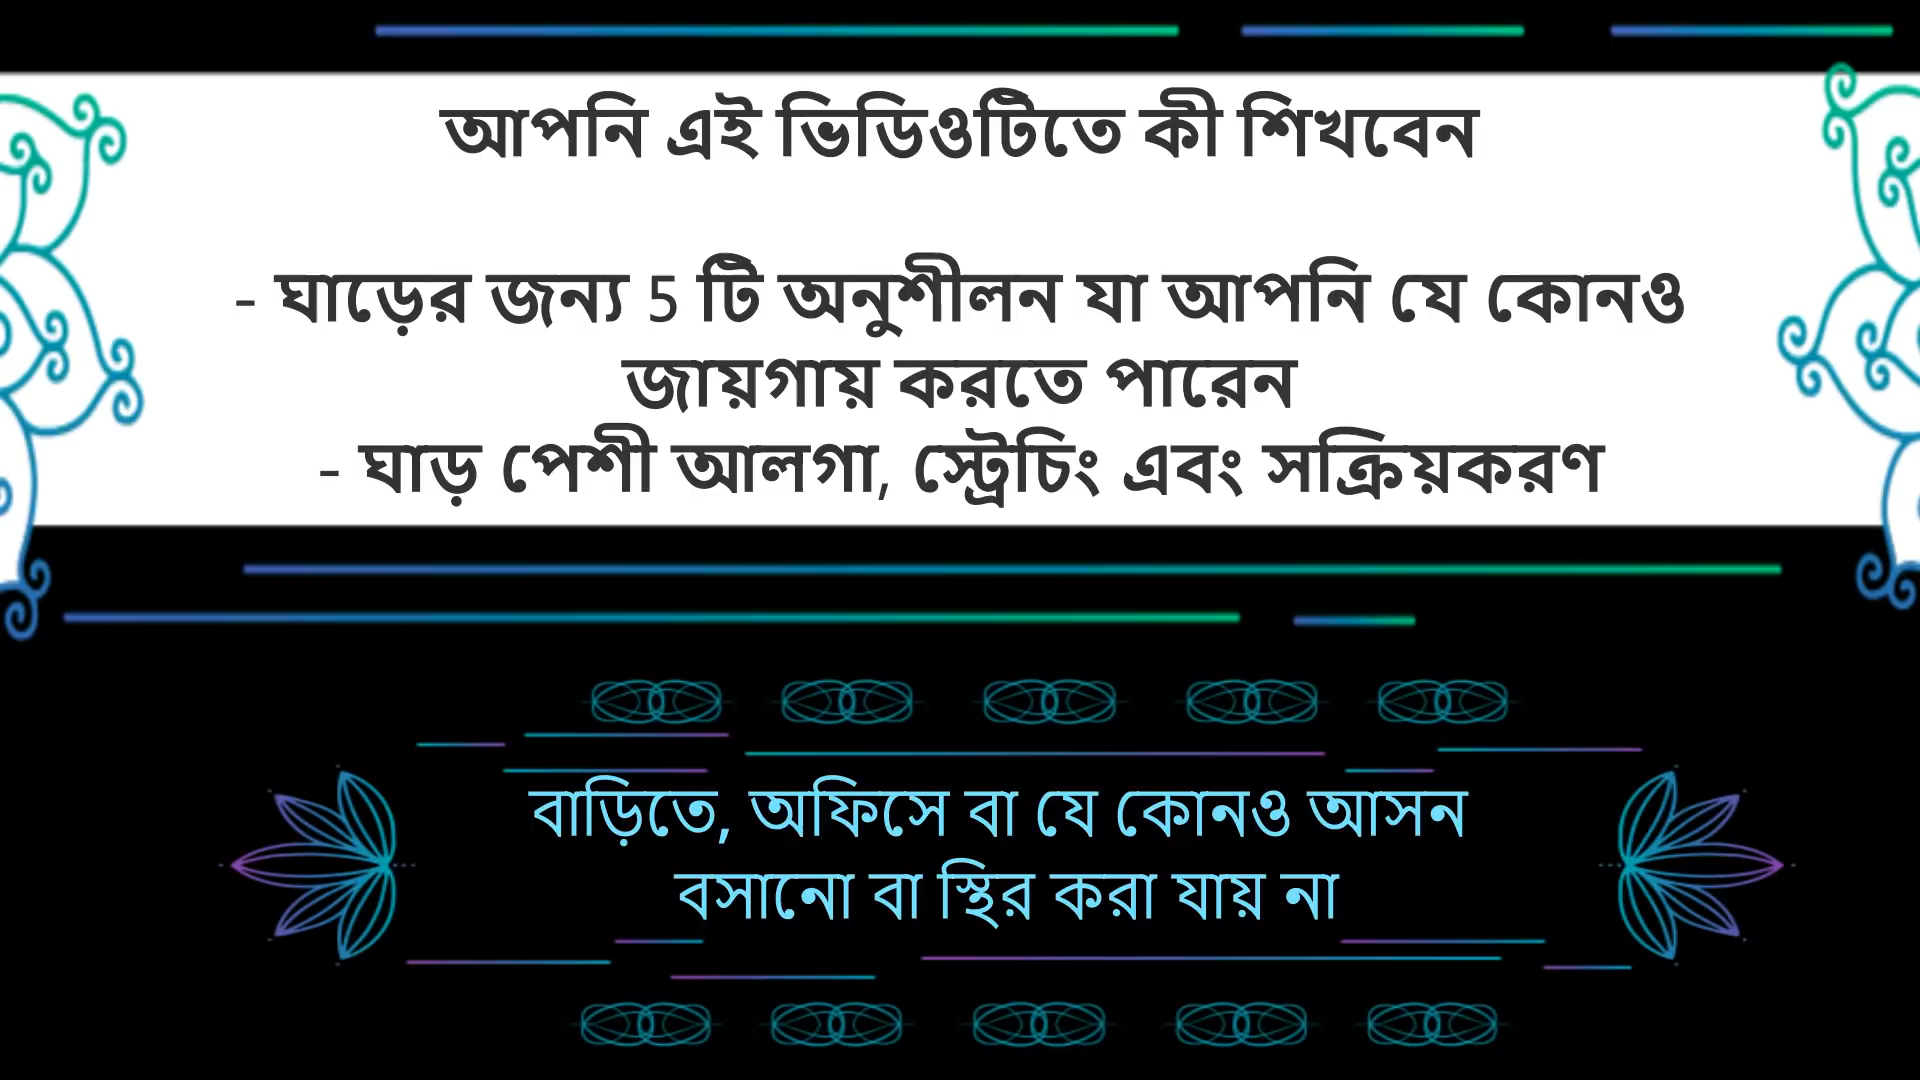 আপনি এই ভিডিওটিতে কী শিখবেন
- ঘাড়ের জন্য 5 টি অনুশীলন যা আপনি যে কোনও
জায়গায় করতে পারেন
- ঘাড় পেশী আলগা, স্ট্রেচিং এবং সক্রিয়করণ
বাড়িতে, অফিসে বা যে কোনও আসন
বসানো বা স্থির করা যায় না